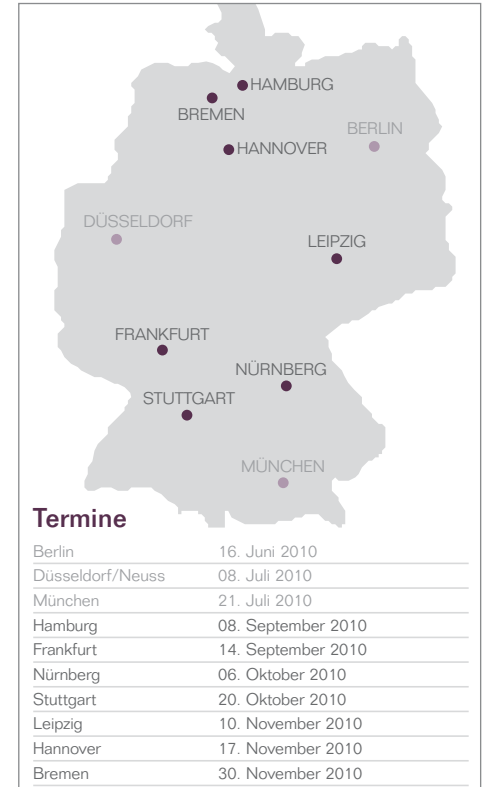 HAMBURG
BREMEN
BERLIN
HANNOVER
DÜSSELDORF
LEIPZIG
FRANKFURT
NÜRNBERG
STUTTGART
MÜNCHEN
Termine
Berlin 16. Juni 2010
Düsseldorf/Neuss 08. Juli 2010
München 21. Juli 2010
Hamburg 08. September 2010
Frankfurt 14. September 2010
Nürnberg 06. Oktober 2010
Stuttgart 20. Oktober 2010
Leipzig 10. November 2010
Hannover 17. November 2010
Bremen 30. November 2010